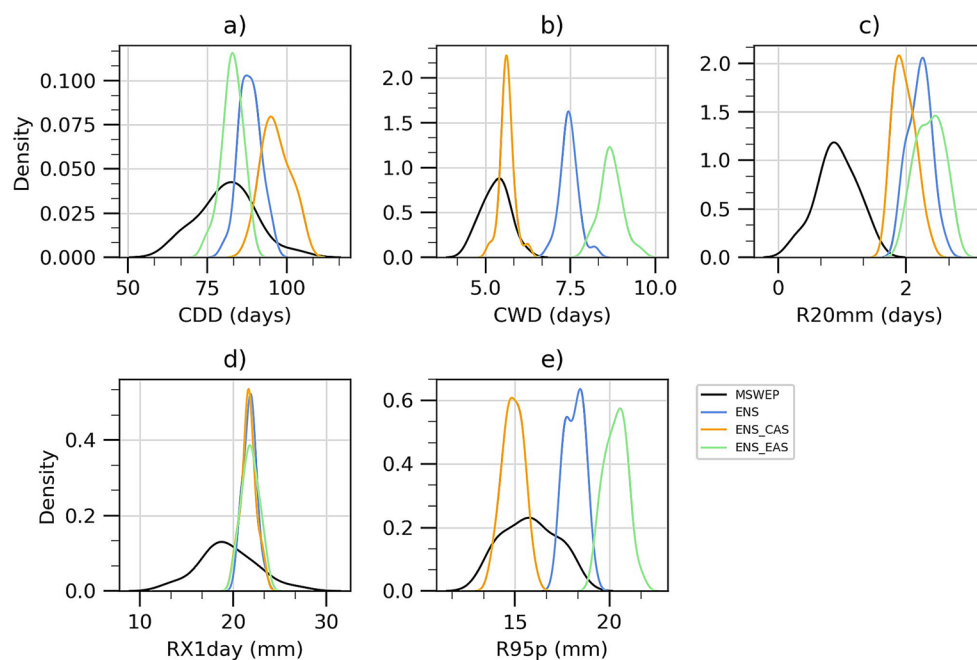 a)
b)
c)
Density
0.100
0.075
0.050
0.025
0.000
50 75 100
CDD (days)
2.0
1.5
1.0
0.5
0.0
5.0 7.5 10.0
CWD (days)
2.0
1.5
1.0
0.5
0.0
0 2
R20mm (days)
d)
e)
Density
0.4
0.2
0.0
10 20 30
RX1day (mm)
0.6
0.4
0.2
0.0
15 20
R95p (mm)
MSWEP
ENS
ENS_CAS
ENS_EAS